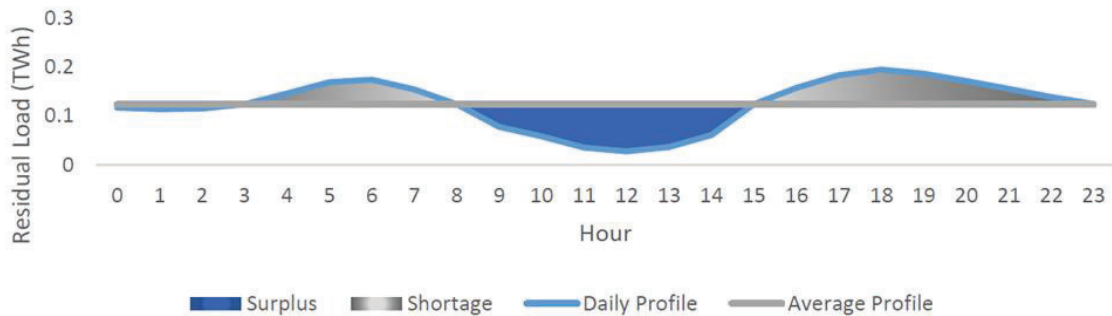 Residual Load (TWh)
0.3
0.2
0.1
0
0 1 2 3 4 5 6 7 8 9 10 11 12 13 14 15 16 17 18 19 20 21 22 23
Hour
Surplus Shortage Daily Profile Average Profile